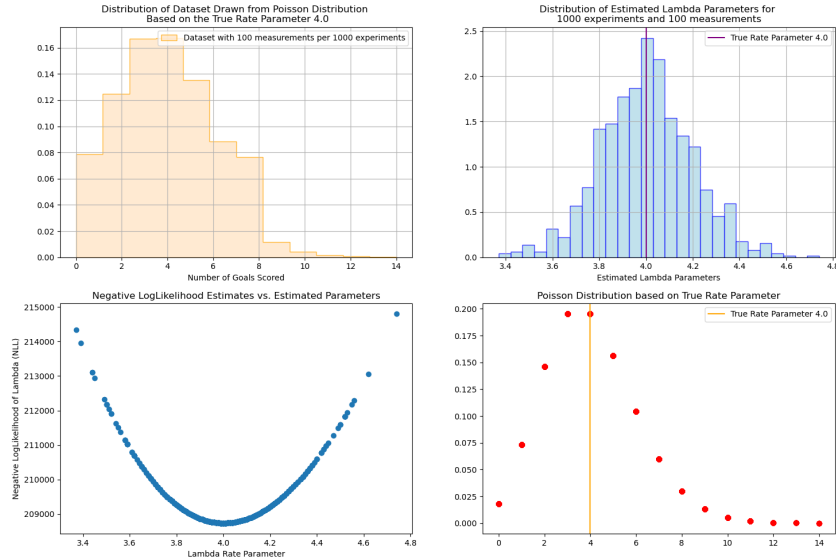 Distribution of Dataset Drawn from Poisson Distribution
Based on the True Rate Parameter 4.0
Dataset with 100 measurements per 1000 experiments
0.16
0.14
0.12
0.10
0.08
0.06
0.04
0.02
0.00
0 2 4 6 8 10 12 14
Number of Goals Scored
Distribution of Estimated Lambda Parameters for
1000 experiments and 100 measurements
True Rate Parameter 4.0
2.5
2.0
1.5
1.0
0.5
0.0
3.4 3.6 3.8 4.0 4.2 4.4 4.6 4.8
Estimated Lambda Parameters
Negative LogLikelihood Estimates vs. Estimated Parameters
Negative LogLikelihood of Lambda (NLL)
215000
214000
213000
212000
211000
210000
209000
3.4 3.6 3.8 4.0 4.2 4.4 4.6 4.8
Lambda Rate Parameter
Poisson Distribution based on True Rate Parameter
True Rate Parameter 4.0
0.200
0.175
0.150
0.125
0.100
0.075
0.050
0.025
0.000
0 2 4 6 8 10 12 14